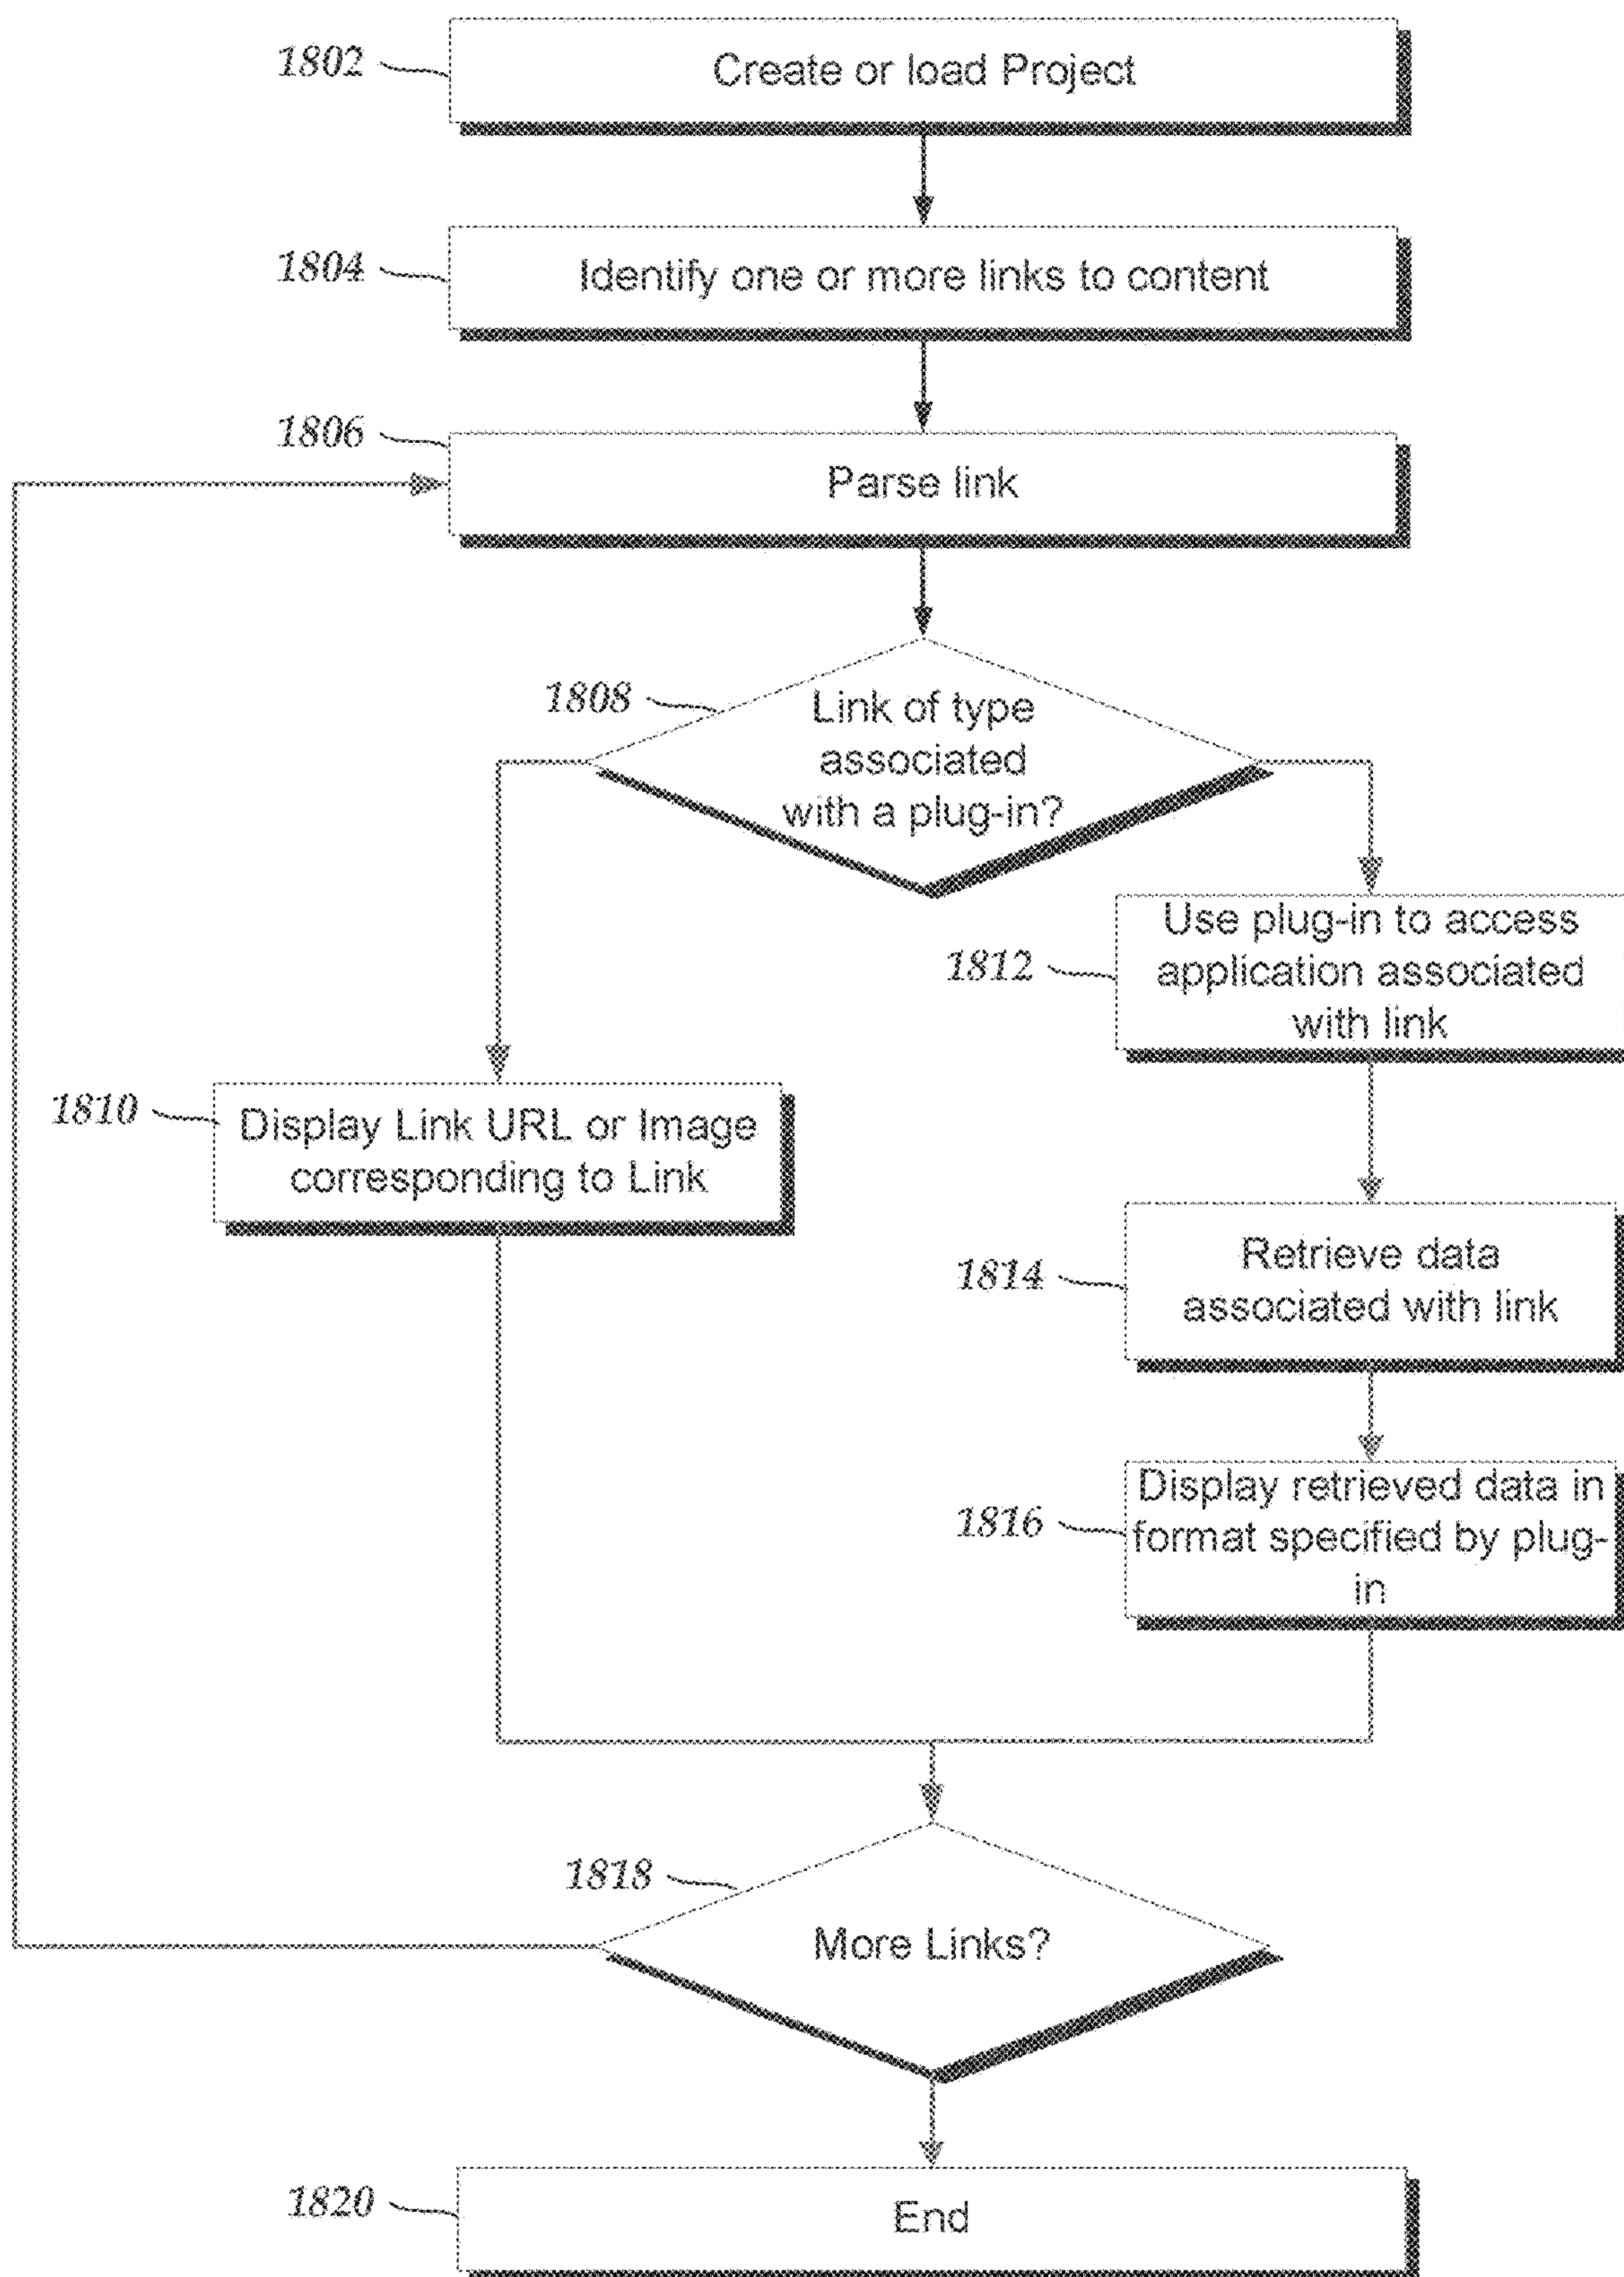 1802
Create or load Project
1804
Identify one or more links to content
1806
Parse link
1808
Link of type
associated
with a plug-in?
Use plug-in to access
1812
application associated
with link
1810
Display Link URL or Image
corresponding to Link
Retrieve data
1814
associated with link
Display retrieved data in
1816
format specified by plug-
in
1818
More Links?
1820
End